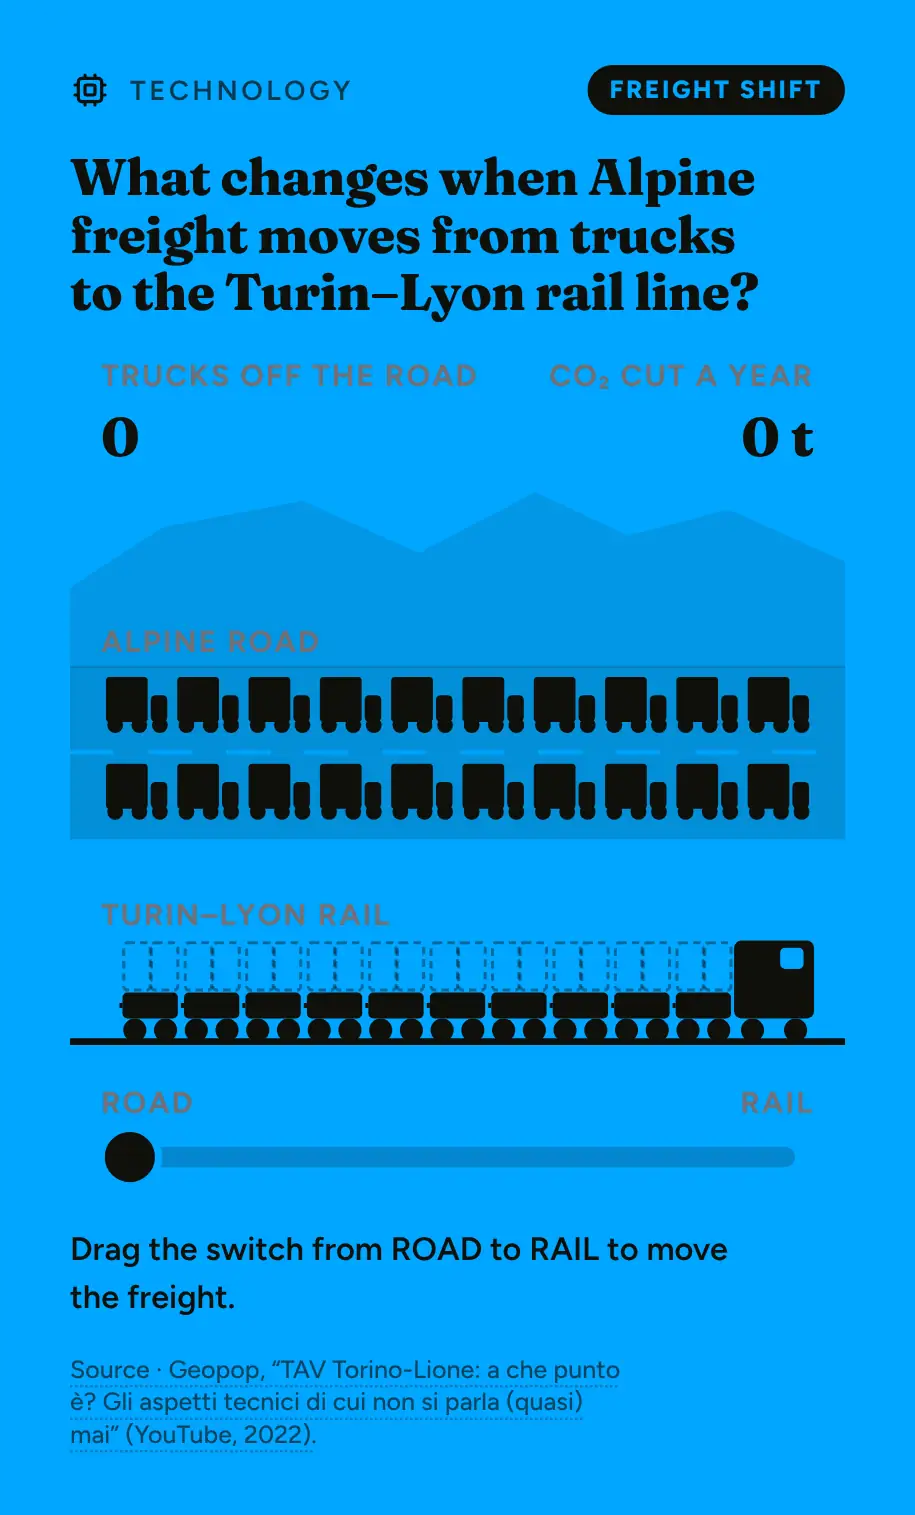 TECHNOLOGY
FREIGHT SHIFT
What changes when Alpine
freight moves from trucks
to the Turin–Lyon rail line?
TRUCKS OFF THE ROAD
CO₂ CUT A YEAR
0
0 t
ALPINE ROAD
TURIN–LYON RAIL
ROAD
RAIL
Drag the switch from ROAD to RAIL to move
the freight.
Source · Geopop, “TAV Torino-Lione: a che punto
è? Gli aspetti tecnici di cui non si parla (quasi)
mai” (YouTube, 2022).